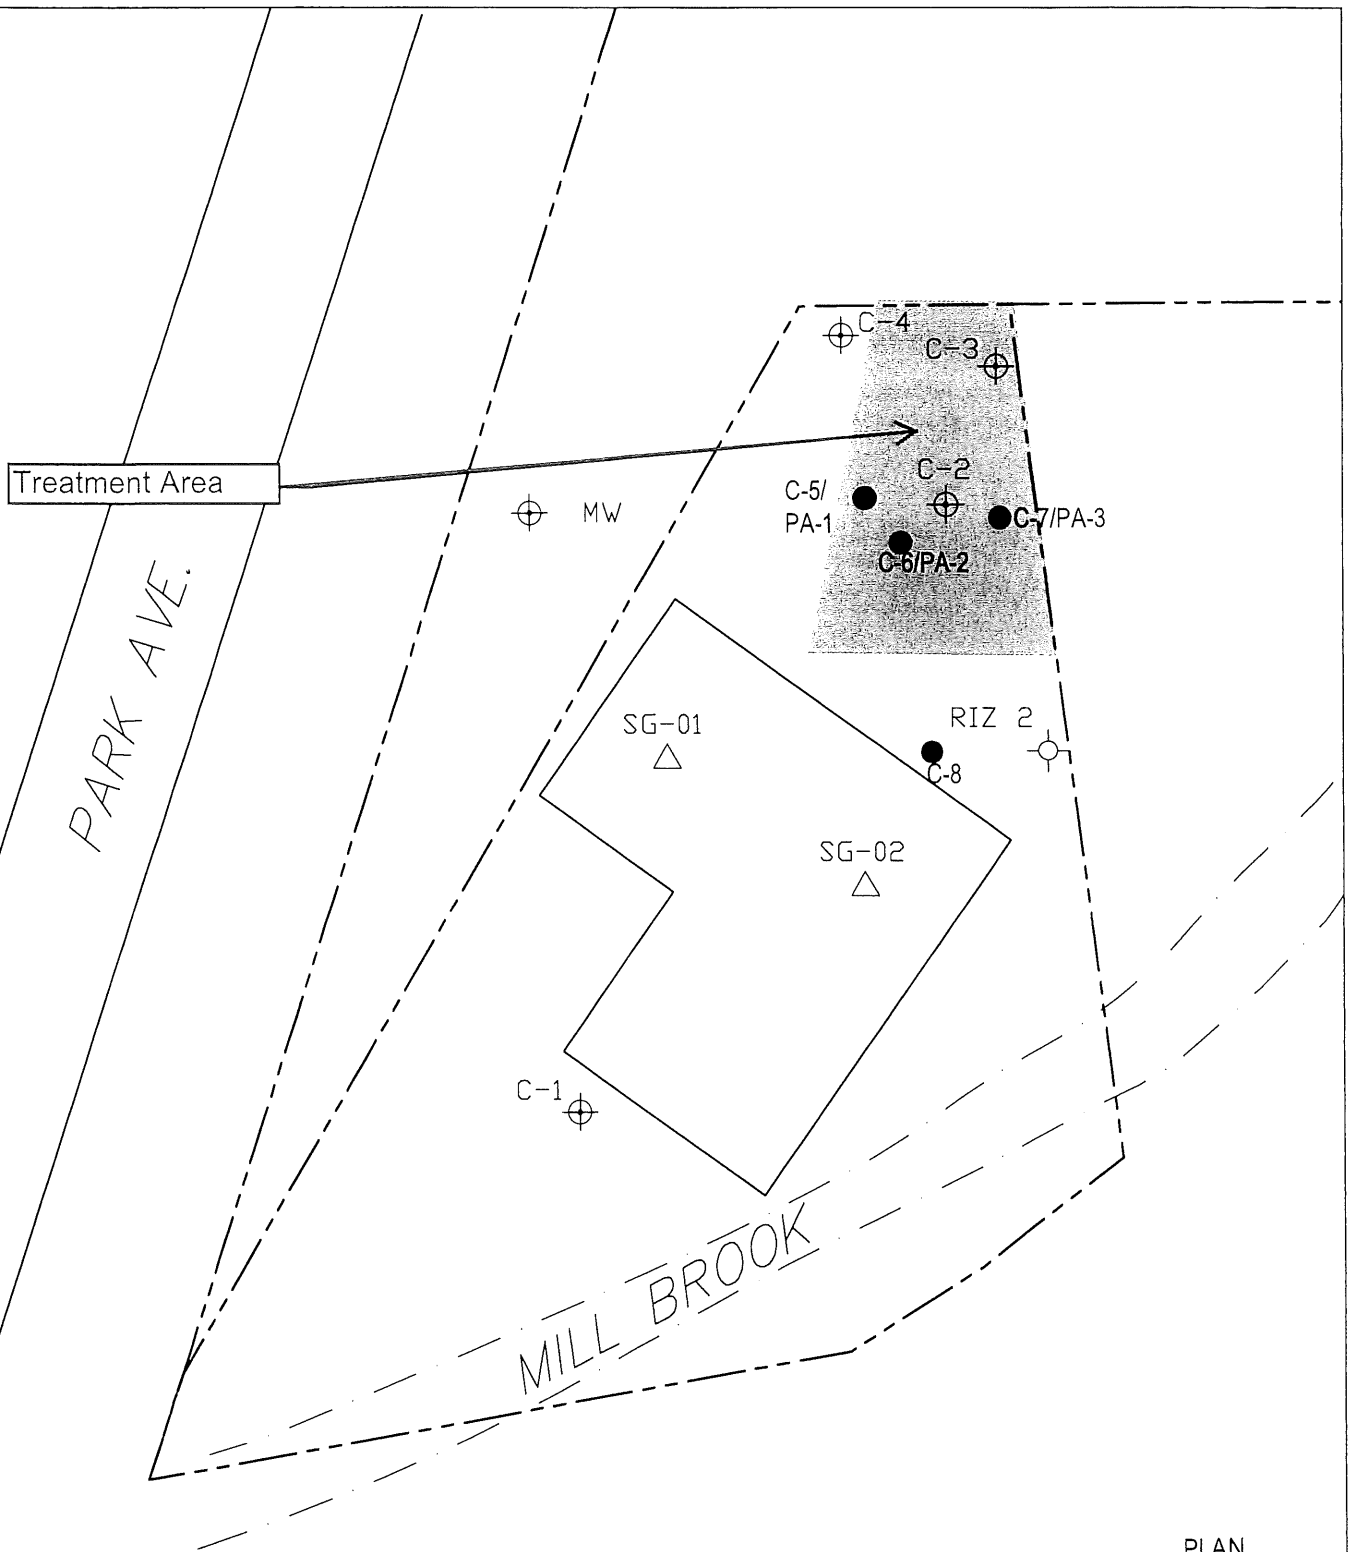 C-4
C-3
Treatment Area
C-2
C-5/
PA-1
MW
C-7/PA-3
C-6/PA-2
PARK AVE.
SG-01
RIZ 2
C-8
SG-02
C-1
MILL BROOK
PLAN